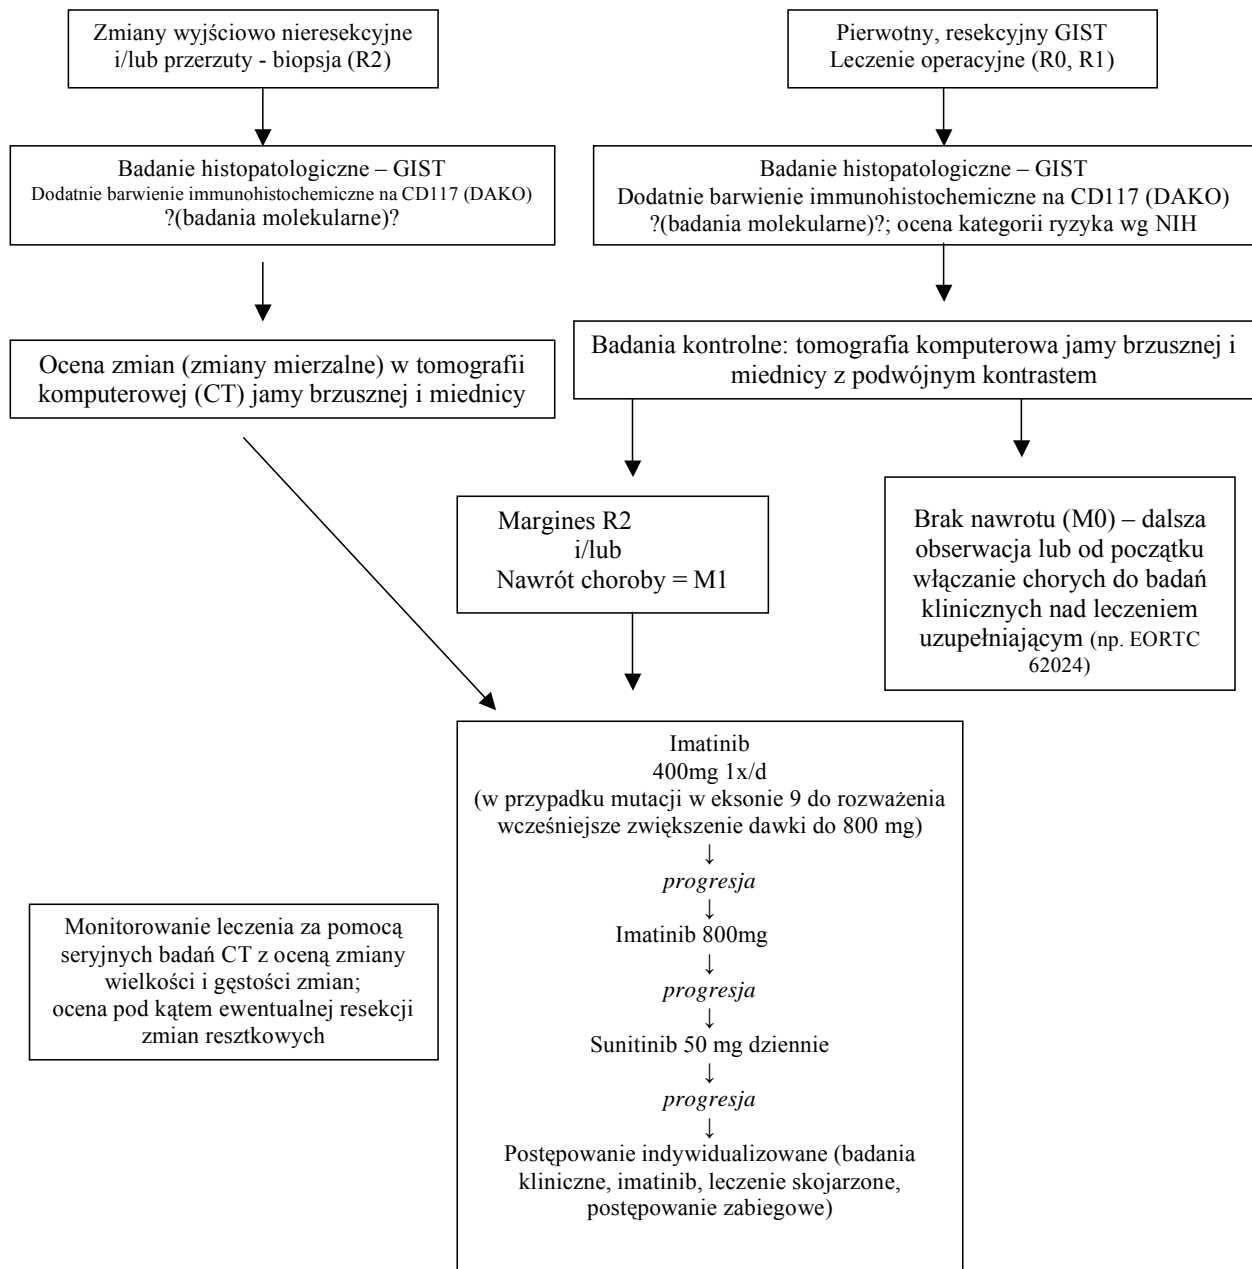 Zmiany wyjściowo nieresekcyjne
i/lub przerzuty - biopsja (R2)
Pierwotny, resekcyjny GIST
Leczenie operacyjne (R0, R1)
Badanie histopatologiczne – GIST
Dodatnie barwienie immunohistochemiczne na CD117 (DAKO)
?(badania molekularne)?
Badanie histopatologiczne – GIST
Dodatnie barwienie immunohistochemiczne na CD117 (DAKO)
?(badania molekularne)?; ocena kategorii ryzyka wg NIH
Ocena zmian (zmiany mierzalne) w tomografii
komputerowej (CT) jamy brzusznej i miednicy
Badania kontrolne: tomografia komputerowa jamy brzusznej i
miednicy z podwójnym kontrastem
Margines R2
i/lub
Nawrót choroby = M1
Brak nawrotu (M0) – dalsza
obserwacja lub od początku
włączanie chorych do badań
klinicznych nad leczeniem
uzupełniającym (np. EORTC
62024)
Imatinib
400mg 1x/d
(w przypadku mutacji w eksonie 9 do rozważenia
wcześniejsze zwiększenie dawki do 800 mg)
↓
progresja
↓
Imatinib 800mg
↓
progresja
↓
Sunitinib 50 mg dziennie
↓
progresja
↓
Postępowanie indywidualizowane (badania
kliniczne, imatinib, leczenie skojarzone,
postępowanie zabiegowe)
Monitorowanie leczenia za pomocą
seryjnych badań CT z oceną zmiany
wielkości i gęstości zmian;
ocena pod kątem ewentualnej resekcji
zmian resztkowych